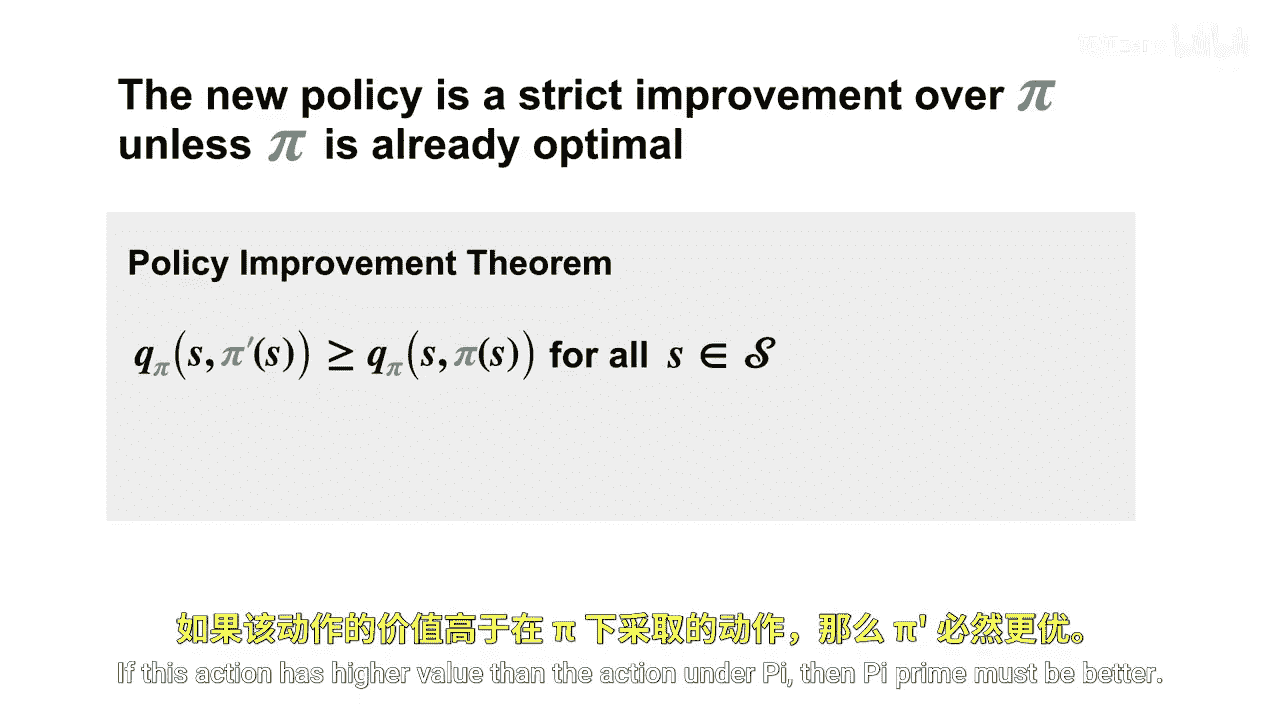 The new policy is a strict improvement over π
unless π is already optimal
Policy Improvement Theorem
qπ(s, π′(s)) ≥ qπ(s, π(s)) for all s ∈ 𝒮
如果该动作的价值高于在 π 下采取的动作，那么 π' 必然更优。
If this action has higher value than the action under Pi, then Pi prime must be better.